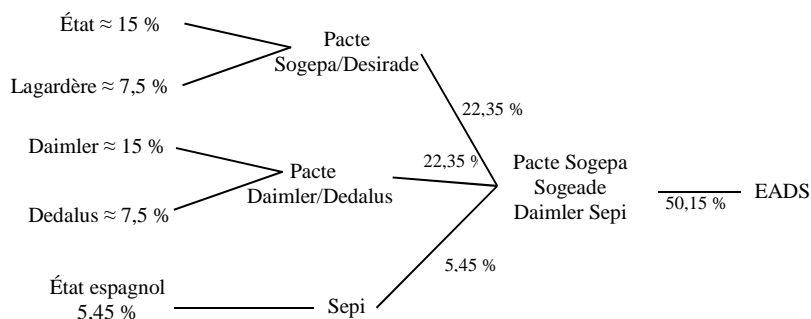 État ≈ 15 %
Lagardère ≈ 7,5 %
Pacte
Sogepa/Desirade
22,35 %
Daimler ≈ 15 %
Dedalus ≈ 7,5 %
Pacte
Daimler/Dedalus
22,35 %
État espagnol
5,45 %
Sepi
5,45 %
Pacte Sogepa
Sogeade
Daimler Sepi
50,15 %
EADS